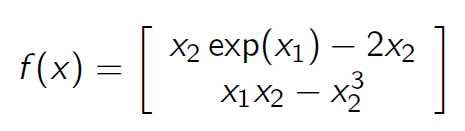 f(x) = [ x₂ exp(x₁) − 2x₂
x₁x₂ − x₂³ ]